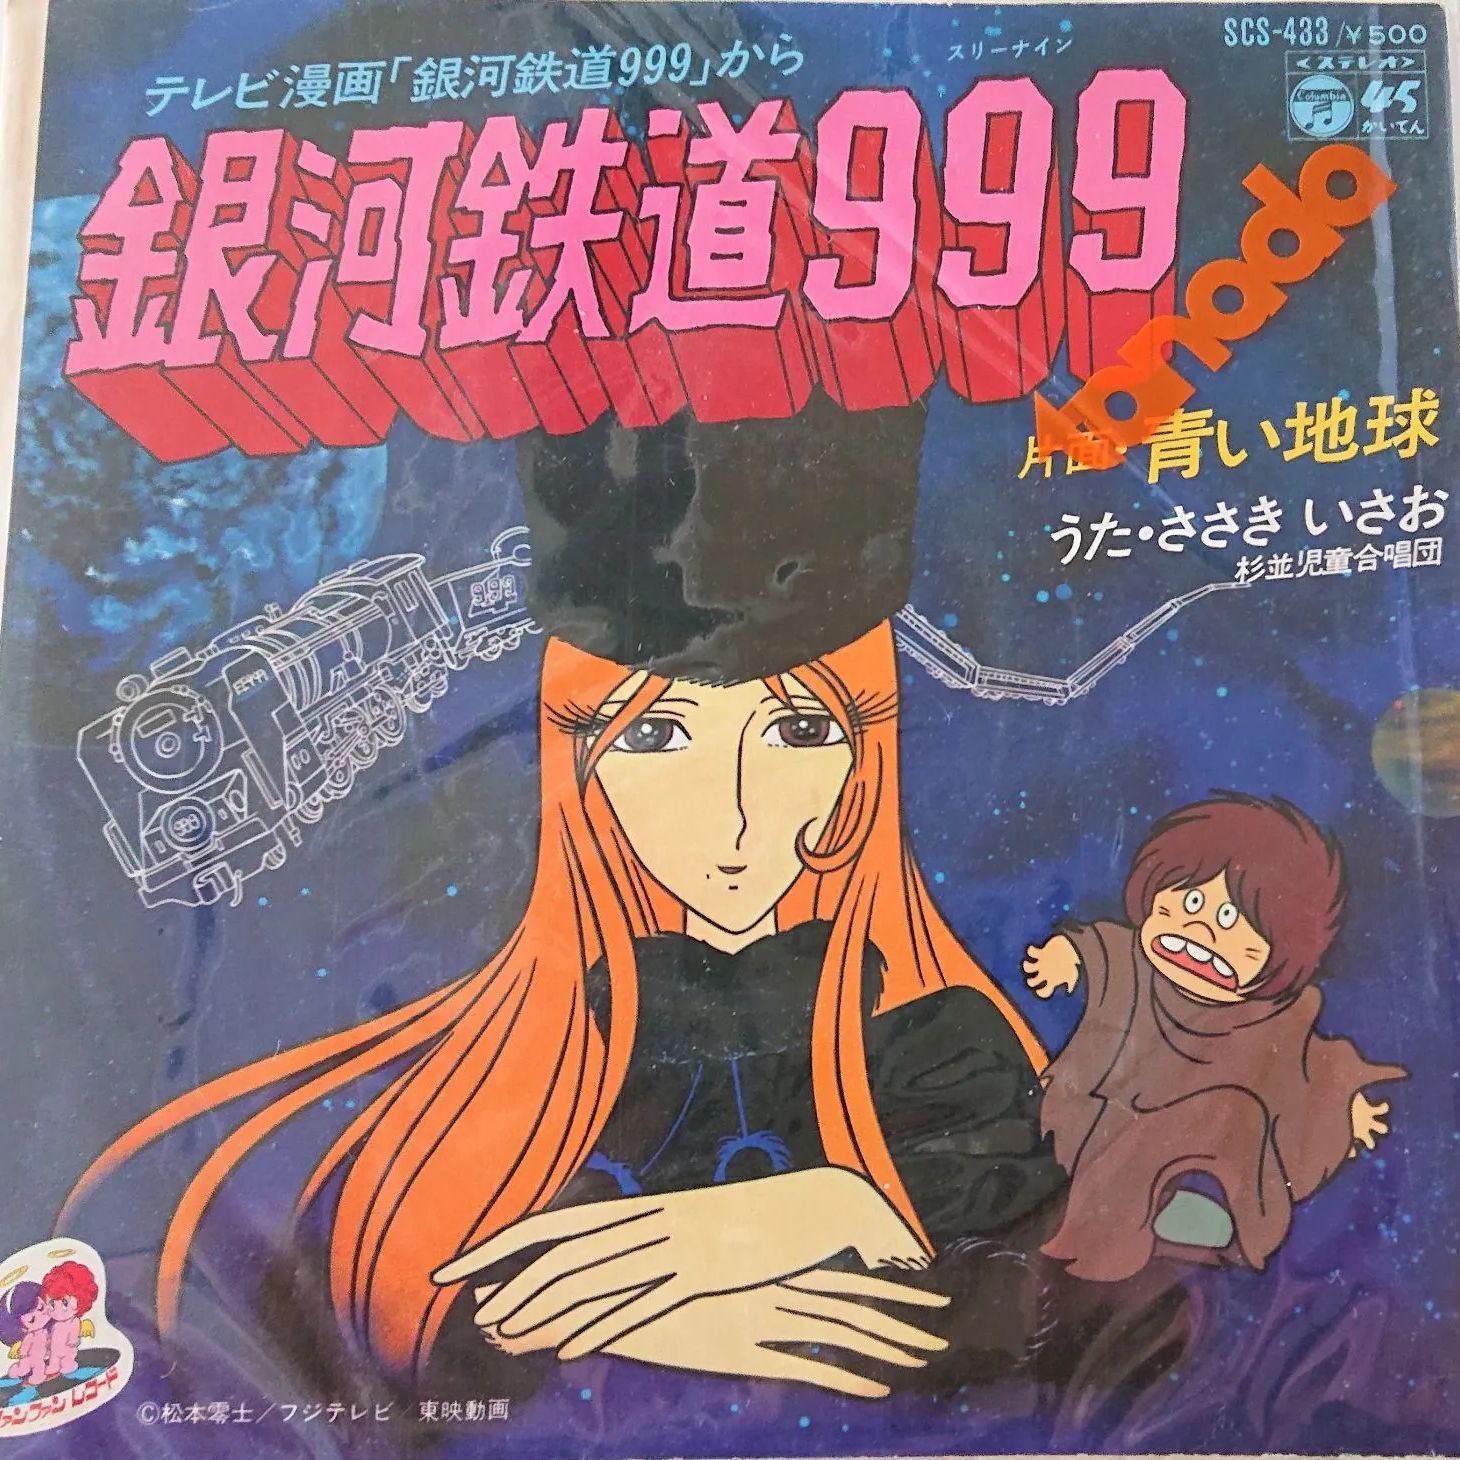 SCS-433/¥500
<ステレオ>
Columbia
45
かいてん
テレビ漫画「銀河鉄道999」から
スリーナイン
銀河鉄道999
片面・青い地球
うた・ささき いさお
杉並児童合唱団
999
999
ファンファン レコード
©松本零士/フジテレビ/東映動画